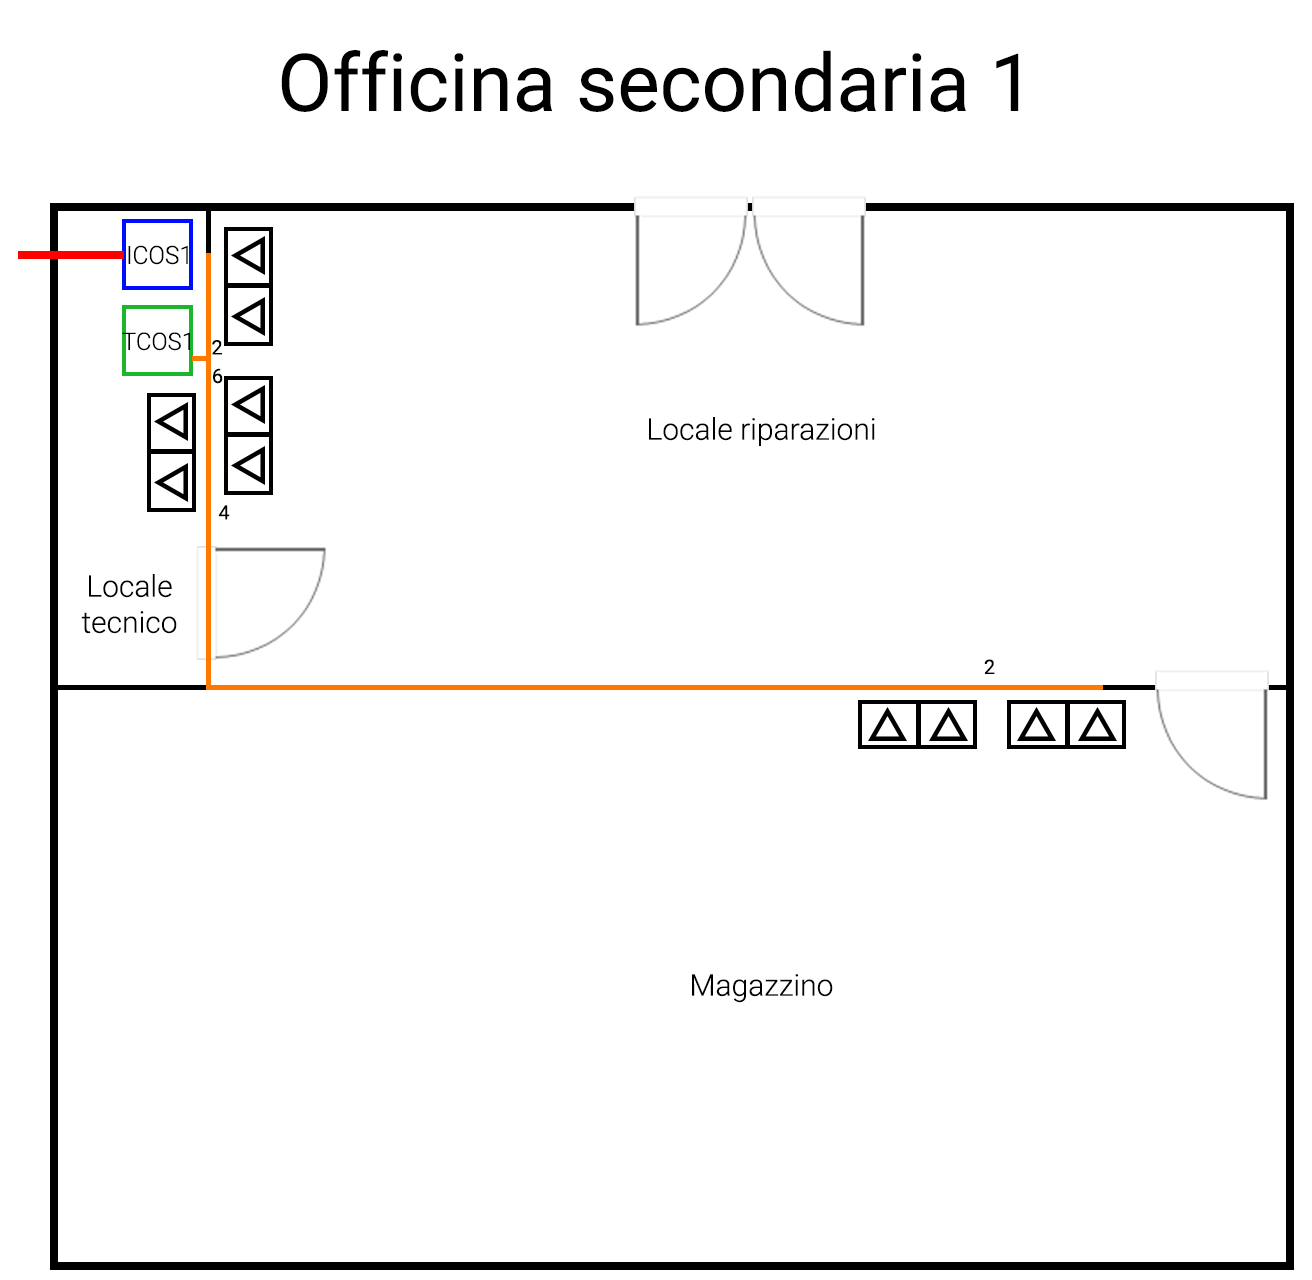 Officina secondaria 1
ICOS1
TCOS1
2
6
Locale riparazioni
4
Locale
tecnico
2
Magazzino